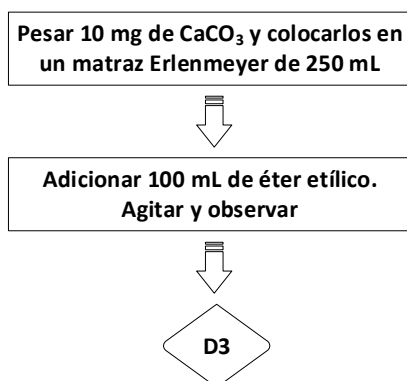 Pesar 10 mg de CaCO₃ y colocarlos en
un matraz Erlenmeyer de 250 mL
Adicionar 100 mL de éter etílico.
Agitar y observar
D3